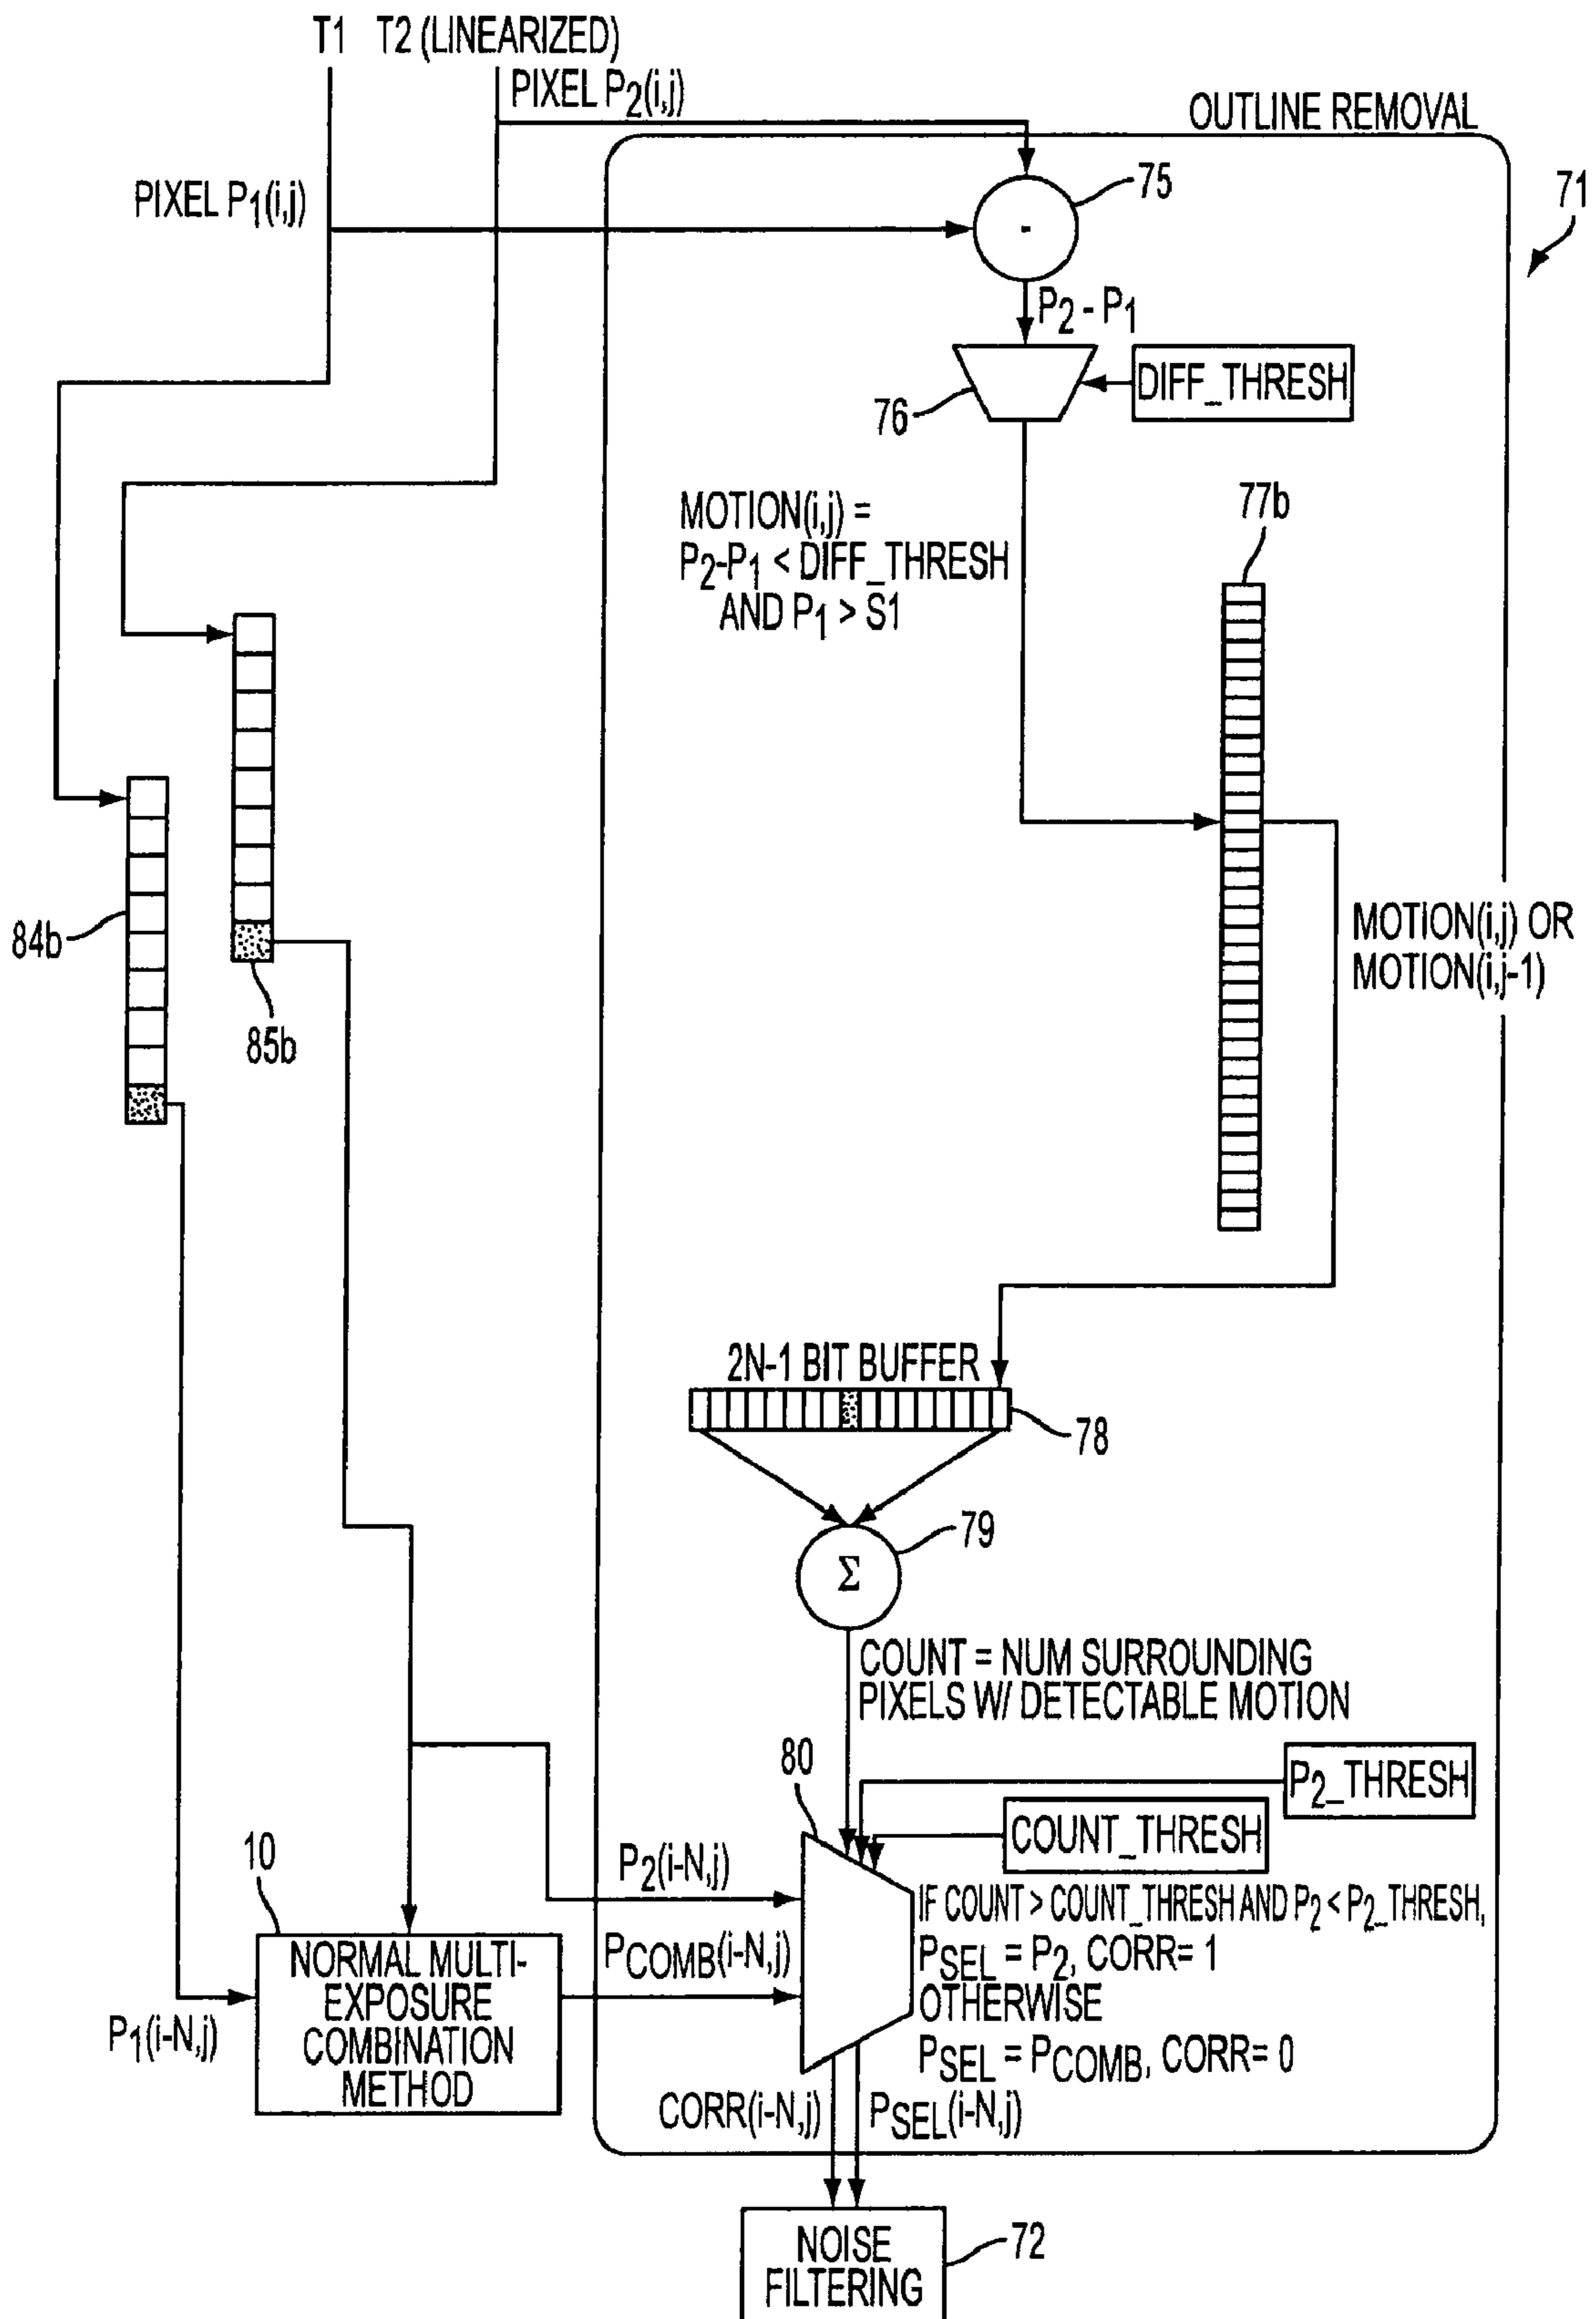 T1 T2 (LINEARIZED)
PIXEL P2(i,j)
OUTLINE REMOVAL
PIXEL P1(i,j)
75
71
-
P2 - P1
DIFF_THRESH
76
MOTION(i,j) =
P2-P1 < DIFF_THRESH
AND P1 > S1
77b
84b
85b
MOTION(i,j) OR
MOTION(i,j-1)
2N-1 BIT BUFFER
78
79
Σ
COUNT = NUM SURROUNDING
PIXELS W/ DETECTABLE MOTION
80
P2_THRESH
COUNT_THRESH
10
P2(i-N,j)
IF COUNT > COUNT_THRESH AND P2 < P2_THRESH,
PSEL = P2, CORR= 1
OTHERWISE
PSEL = PCOMB, CORR= 0
PCOMB(i-N,j)
NORMAL MULTI-
EXPOSURE
COMBINATION
METHOD
P1(i-N,j)
CORR(i-N,j)
PSEL(i-N,j)
NOISE
FILTERING
72